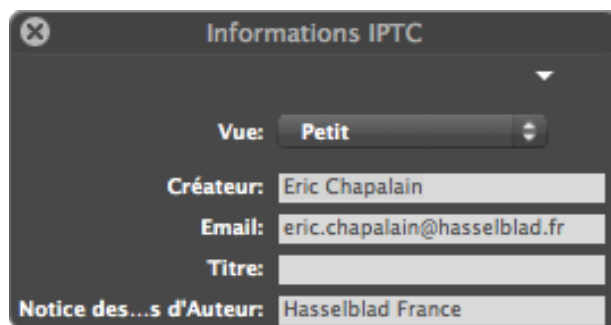 Informations IPTC
Vue: Petit
Créateur: Eric Chapalain
Email: eric.chapalain@hasselblad.fr
Titre:
Notice des...s d'Auteur: Hasselblad France